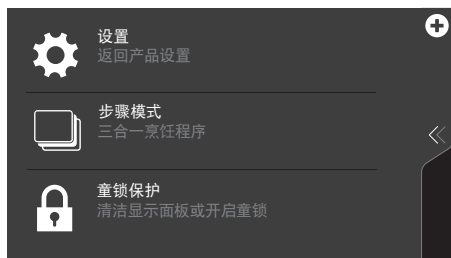 设置
返回产品设置
步骤模式
三合一烹饪程序
童锁保护
清洁显示面板或开启童锁